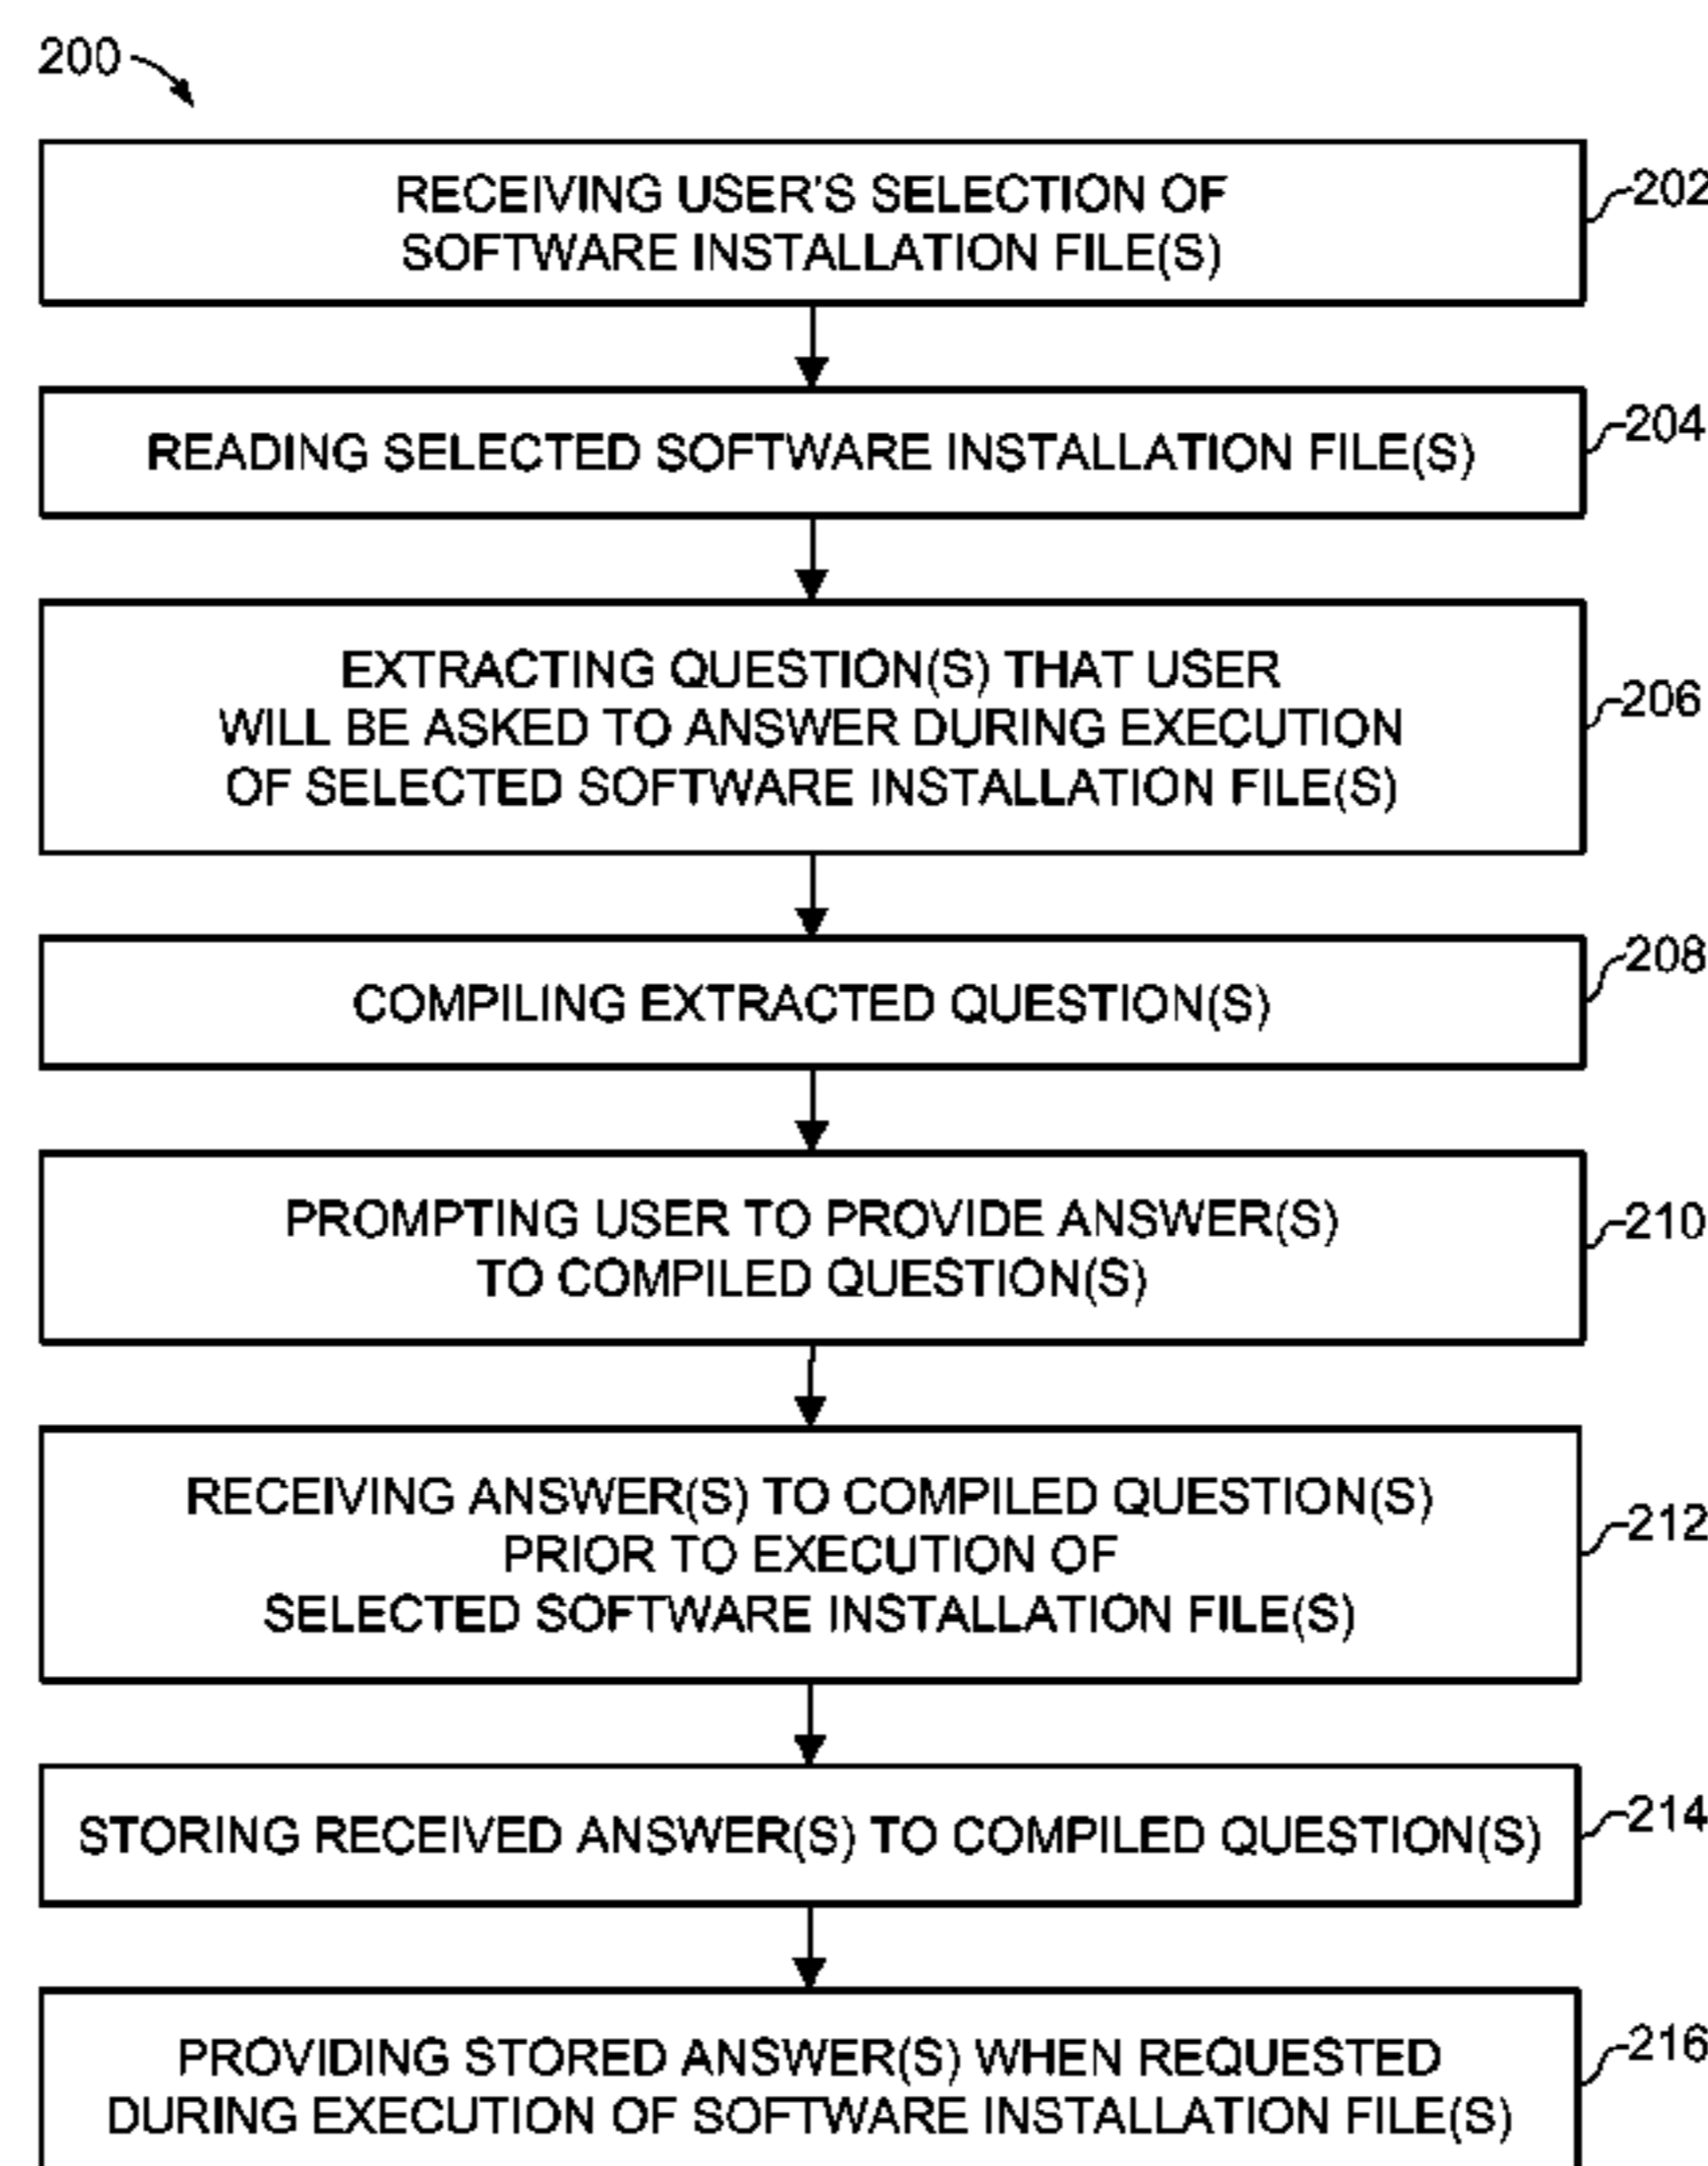 200
RECEIVING USER'S SELECTION OF
SOFTWARE INSTALLATION FILE(S)
202
READING SELECTED SOFTWARE INSTALLATION FILE(S)
204
EXTRACTING QUESTION(S) THAT USER
WILL BE ASKED TO ANSWER DURING EXECUTION
OF SELECTED SOFTWARE INSTALLATION FILE(S)
206
COMPILING EXTRACTED QUESTION(S)
208
PROMPTING USER TO PROVIDE ANSWER(S)
TO COMPILED QUESTION(S)
210
RECEIVING ANSWER(S) TO COMPILED QUESTION(S)
PRIOR TO EXECUTION OF
SELECTED SOFTWARE INSTALLATION FILE(S)
212
STORING RECEIVED ANSWER(S) TO COMPILED QUESTION(S)
214
PROVIDING STORED ANSWER(S) WHEN REQUESTED
DURING EXECUTION OF SOFTWARE INSTALLATION FILE(S)
216